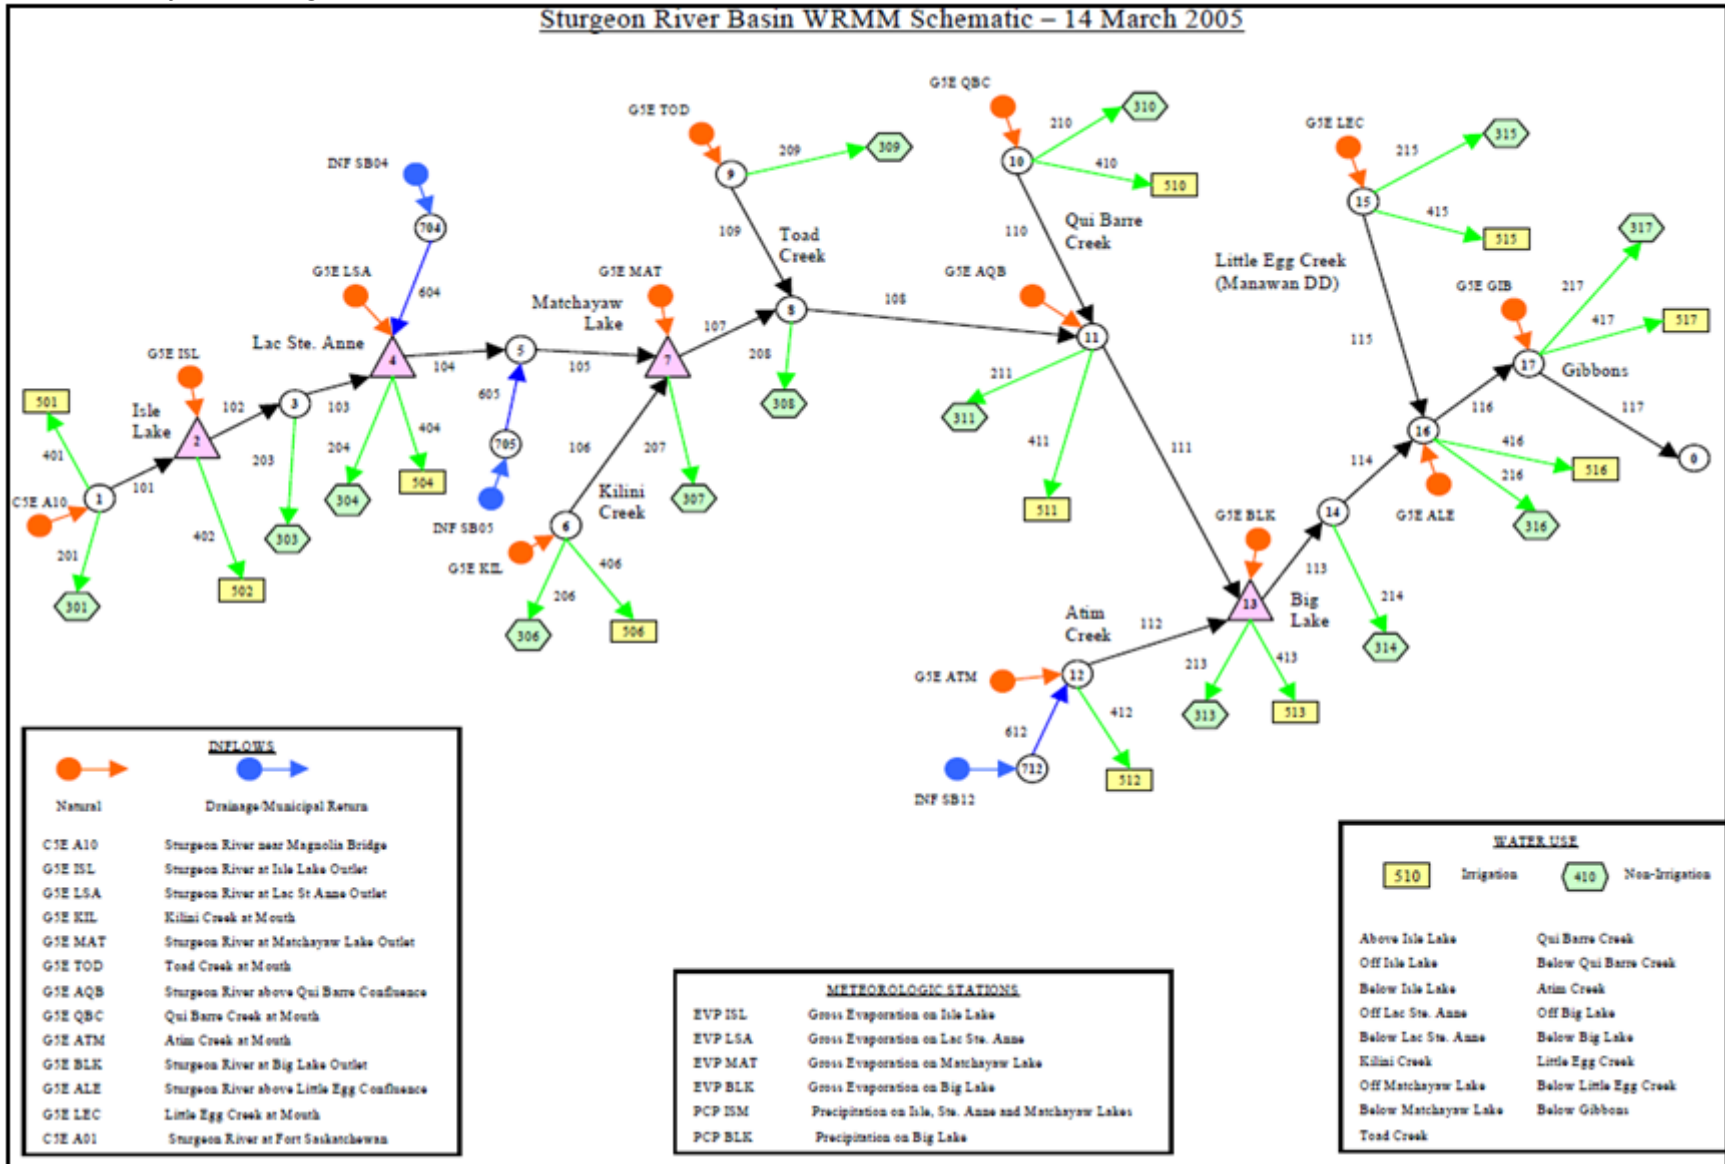 Sturgeon River Basin WRMM Schematic – 14 March 2005
G5E QBC
310
210
G5E TOD
G5E LEC
315
215
209
309
10
410
510
INF SB04
9
15
415
515
704
109
Toad
Creek
110
Qui Barre
Creek
317
G5E LSA
604
G5E MAT
G5E AQB
Little Egg Creek
(Manawan DD)
G5E GIB
217
517
417
Matchayaw
Lake
107
8
108
11
115
Lac Ste. Anne
4
104
5
105
7
208
17
Gibbons
G5E ISL
501
Isle
Lake
102
3
103
605
308
211
311
116
117
2
204
404
106
207
411
111
16
416
516
0
401
203
705
114
216
101
304
504
Kilini
Creek
307
511
G5E BLK
14
G5E ALE
316
C5E A10
1
INF SB05
6
402
303
G5E KIL
113
201
406
206
13
Big
Lake
214
301
502
306
506
Atim
Creek
112
314
213
413
G5E ATM
12
412
313
513
612
INF SB12
712
512
INFLOWS
Natural
Drainage/Municipal Return
C5E A10 Sturgeon River near Magnolia Bridge
G5E ISL Sturgeon River at Isle Lake Outlet
G5E LSA Sturgeon River at Lac St Anne Outlet
G5E KIL Kilini Creek at Mouth
G5E MAT Sturgeon River at Matchayaw Lake Outlet
G5E TOD Toad Creek at Mouth
G5E AQB Sturgeon River above Qui Barre Confluence
G5E QBC Qui Barre Creek at Mouth
G5E ATM Atim Creek at Mouth
G5E BLK Sturgeon River at Big Lake Outlet
G5E ALE Sturgeon River above Little Egg Confluence
G5E LEC Little Egg Creek at Mouth
C5E A01 Sturgeon River at Fort Saskatchewan
METEOROLOGIC STATIONS
EVP ISL Gross Evaporation on Isle Lake
EVP LSA Gross Evaporation on Lac Ste. Anne
EVP MAT Gross Evaporation on Matchayaw Lake
EVP BLK Gross Evaporation on Big Lake
PCP ISM Precipitation on Isle, Ste. Anne and Matchayaw Lakes
PCP BLK Precipitation on Big Lake
WATER USE
510 Irrigation 410 Non-Irrigation
Above Isle Lake Qui Barre Creek
Off Isle Lake Below Qui Barre Creek
Below Isle Lake Atim Creek
Off Lac Ste. Anne Off Big Lake
Below Lac Ste. Anne Below Big Lake
Kilini Creek Little Egg Creek
Off Matchayaw Lake Below Little Egg Creek
Below Matchayaw Lake Below Gibbons
Toad Creek